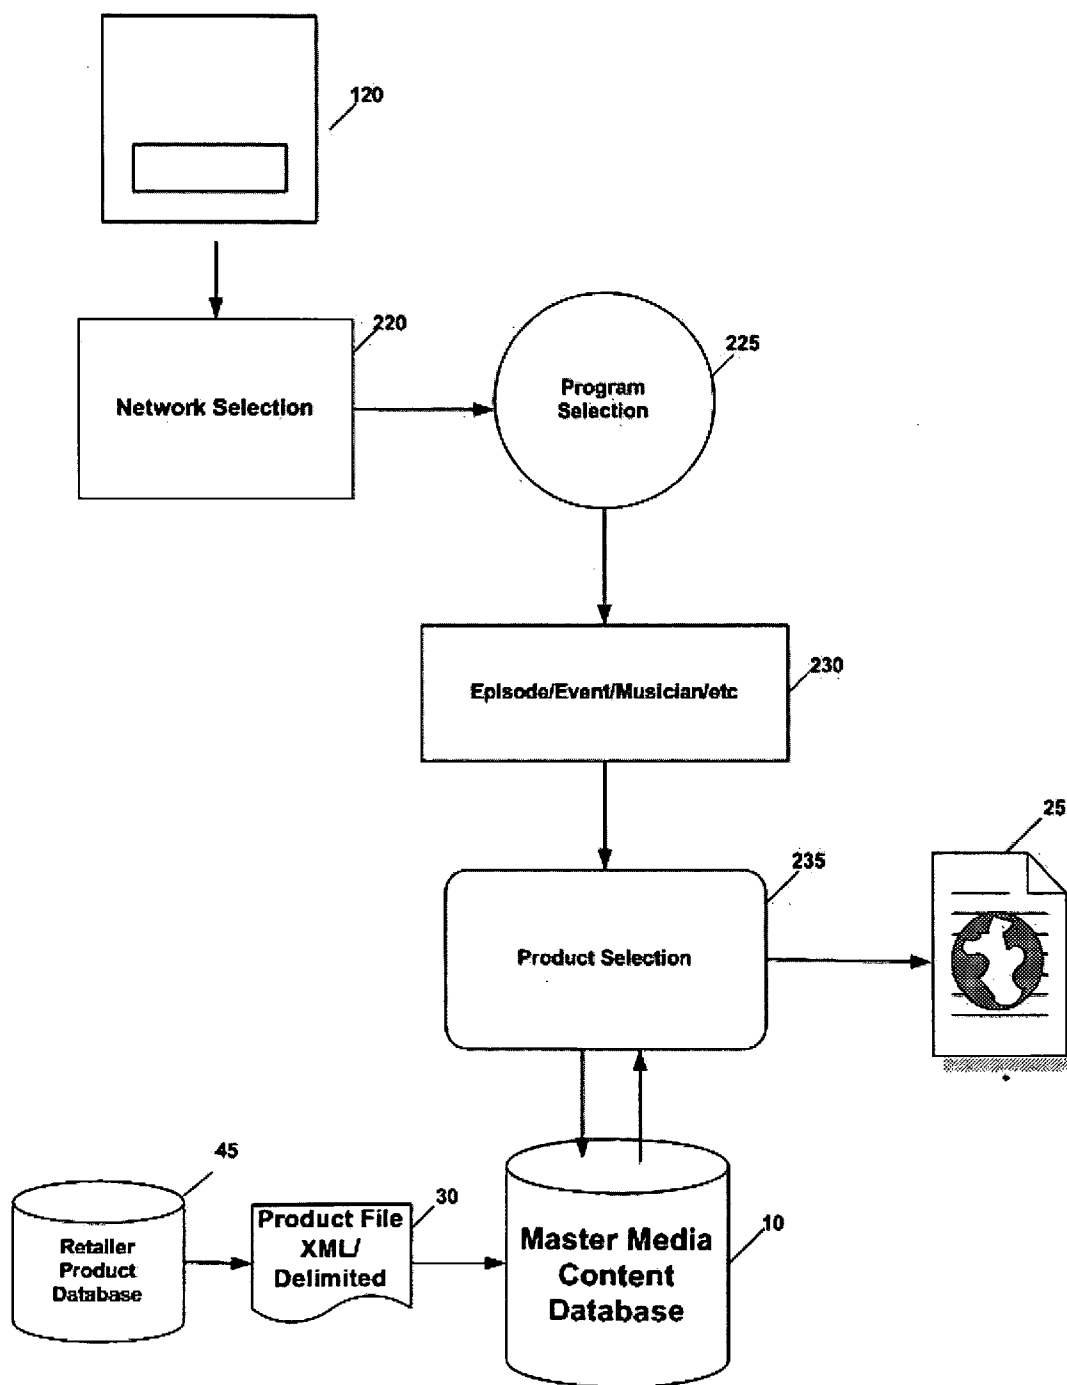 120
220
Network Selection
225
Program
Selection
230
Episode/Event/Musician/etc
25
235
Product Selection
45
Retailer
Product
Database
30
Product File
XML/
Delimited
10
Master Media
Content
Database